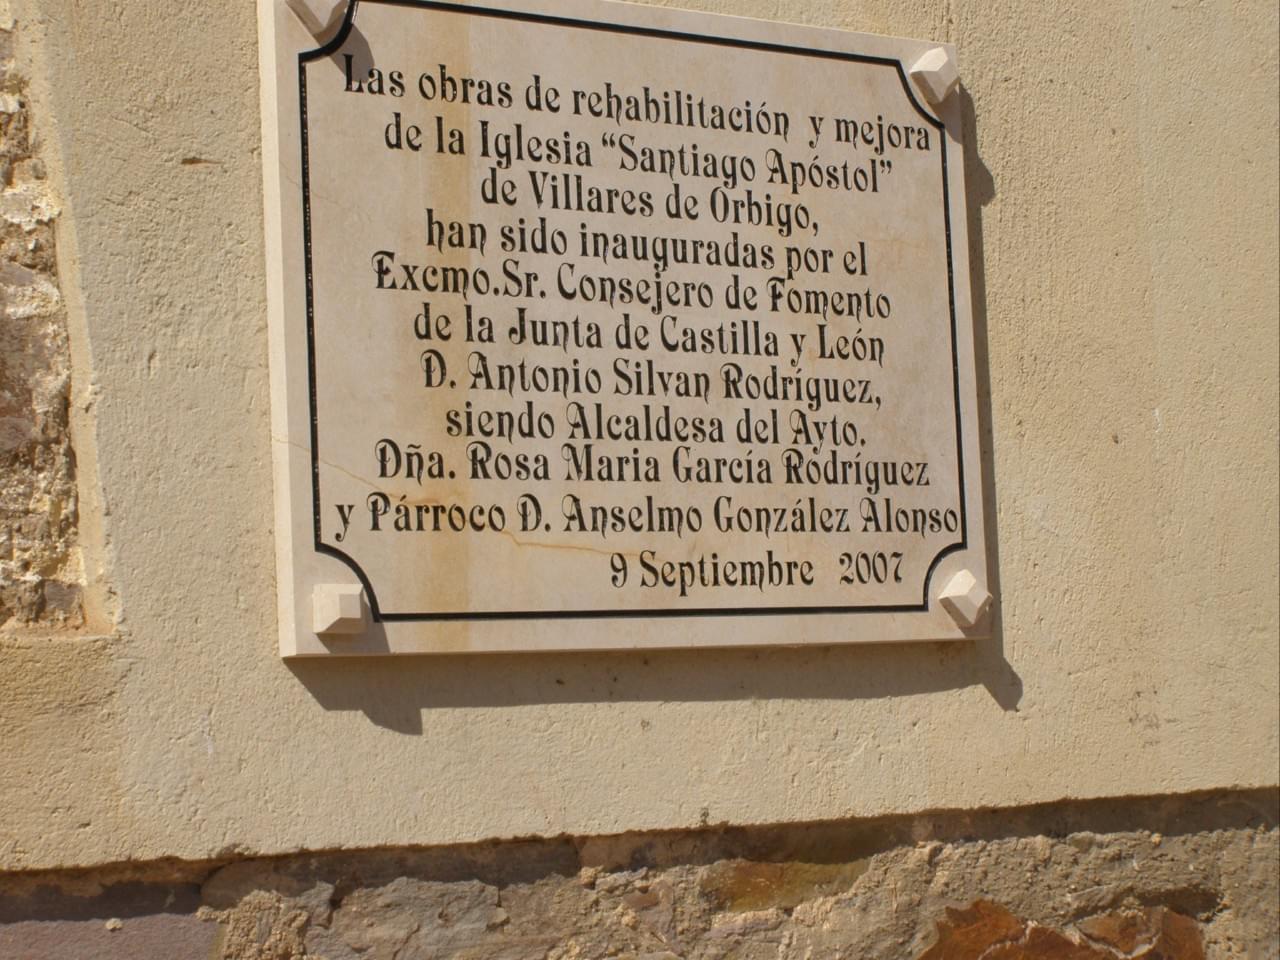 Las obras de rehabilitación y mejora
de la Iglesia “Santiago Apóstol”
de Villares de Orbigo,
han sido inauguradas por el
Excmo.Sr. Consejero de Fomento
de la Junta de Castilla y León
D. Antonio Silvan Rodríguez,
siendo Alcaldesa del Ayto.
Dña. Rosa Maria García Rodríguez
y Párroco D. Anselmo González Alonso
9 Septiembre 2007